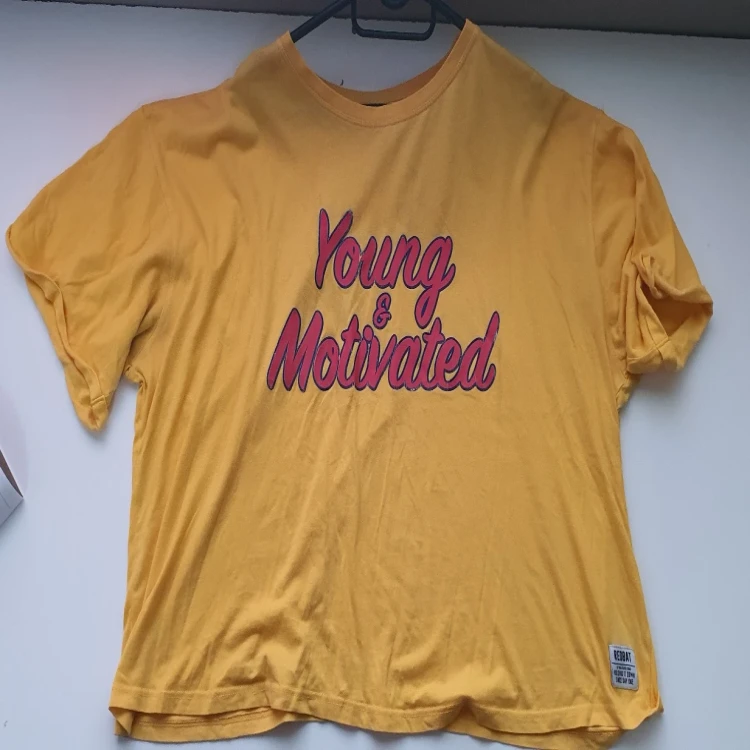 Young
&
Motivated
REDBAT